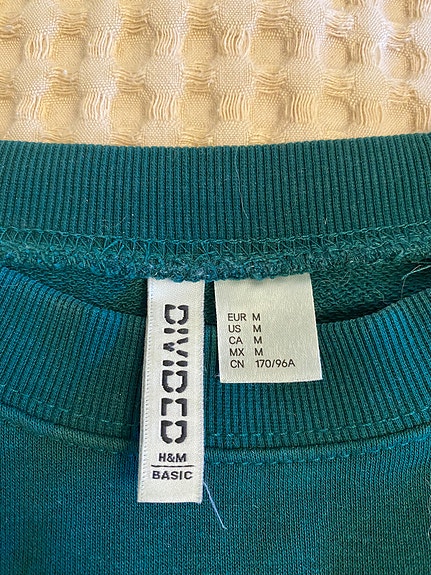 DIVIDED
H&M
BASIC
EUR M
US M
CA M
MX M
CN 170/96A